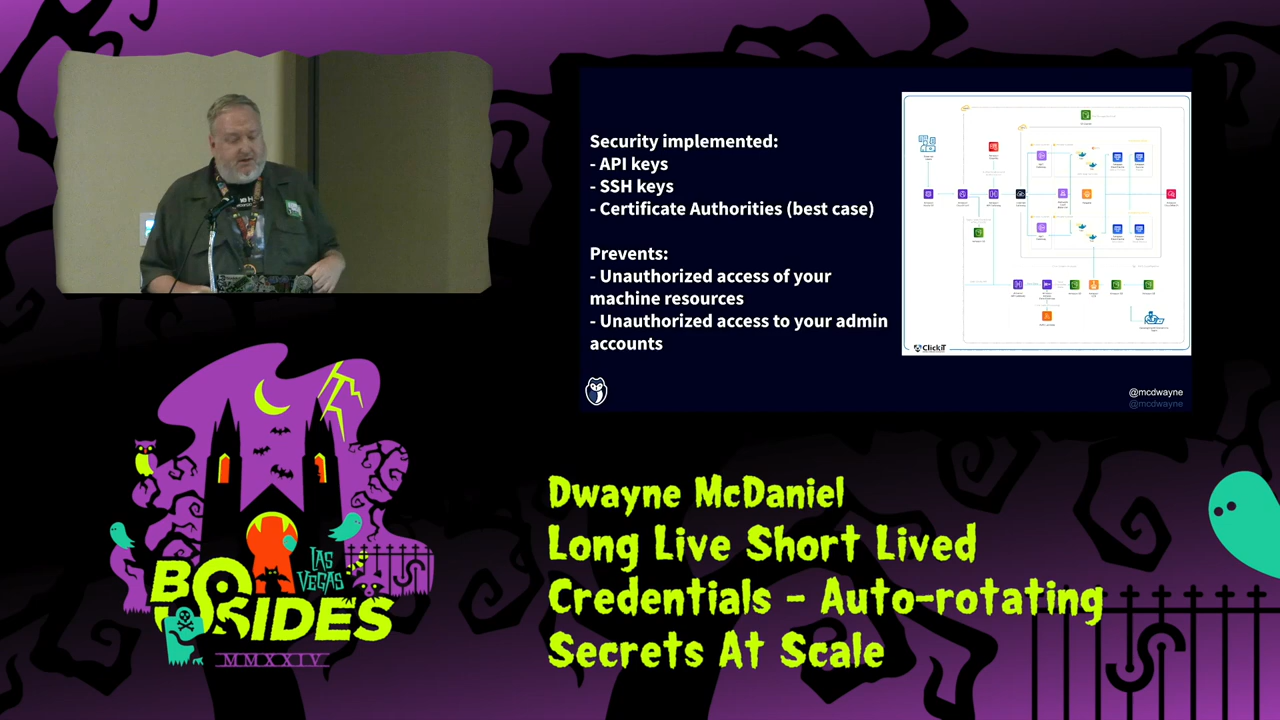 Security implemented:
- API keys
- SSH keys
- Certificate Authorities (best case)
Prevents:
- Unauthorized access of your
machine resources
- Unauthorized access to your admin
accounts
ClickIT
@mcdwayne
@mcdwayne
BSIDES
LAS
VEGAS
MMXXIV
Dwayne McDaniel
Long Live Short Lived
Credentials - Auto-rotating
Secrets At Scale